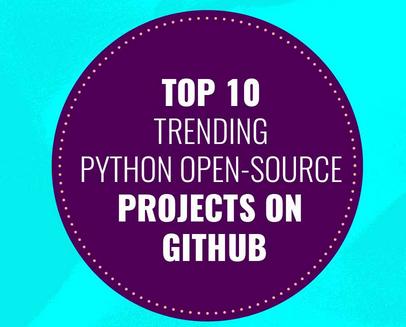 TOP 10
TRENDING
PYTHON OPEN-SOURCE
PROJECTS ON
GITHUB